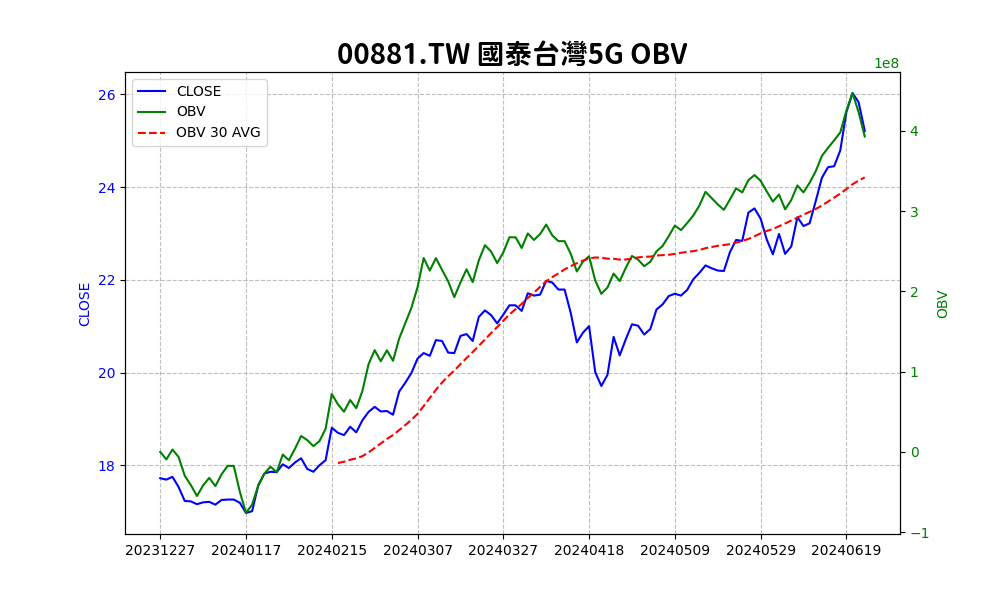 00881.TW 國泰台灣5G OBV
1e8
CLOSE
OBV
OBV 30 AVG
26
24
22
20
18
CLOSE
4
3
2
1
0
−1
OBV
20231227 20240117 20240215 20240307 20240327 20240418 20240509 20240529 20240619